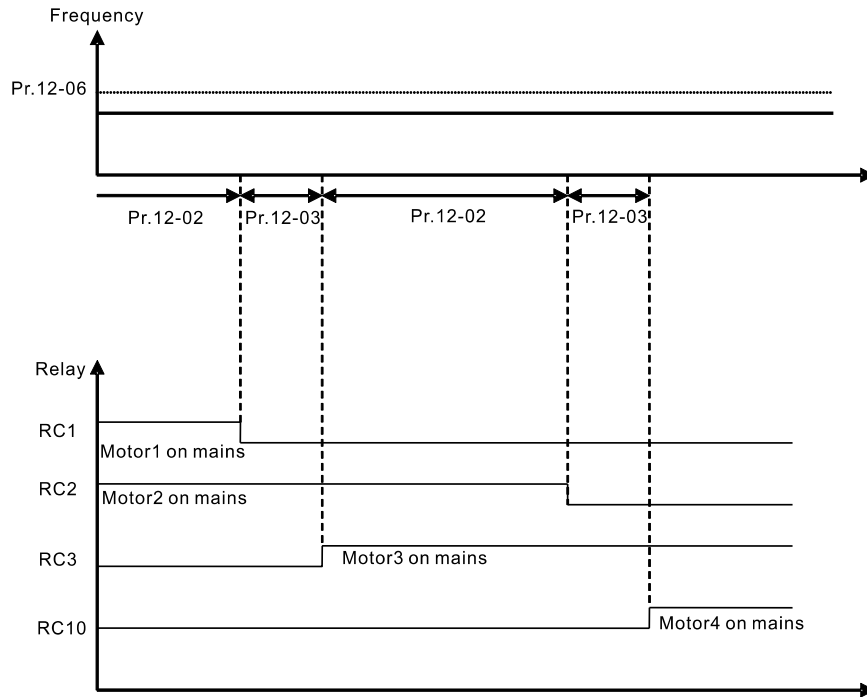 Frequency
Pr.12-06
Pr.12-02
Pr.12-03
Pr.12-02
Pr.12-03
Relay
RC1
Motor1 on mains
RC2
Motor2 on mains
RC3
Motor3 on mains
RC10
Motor4 on mains